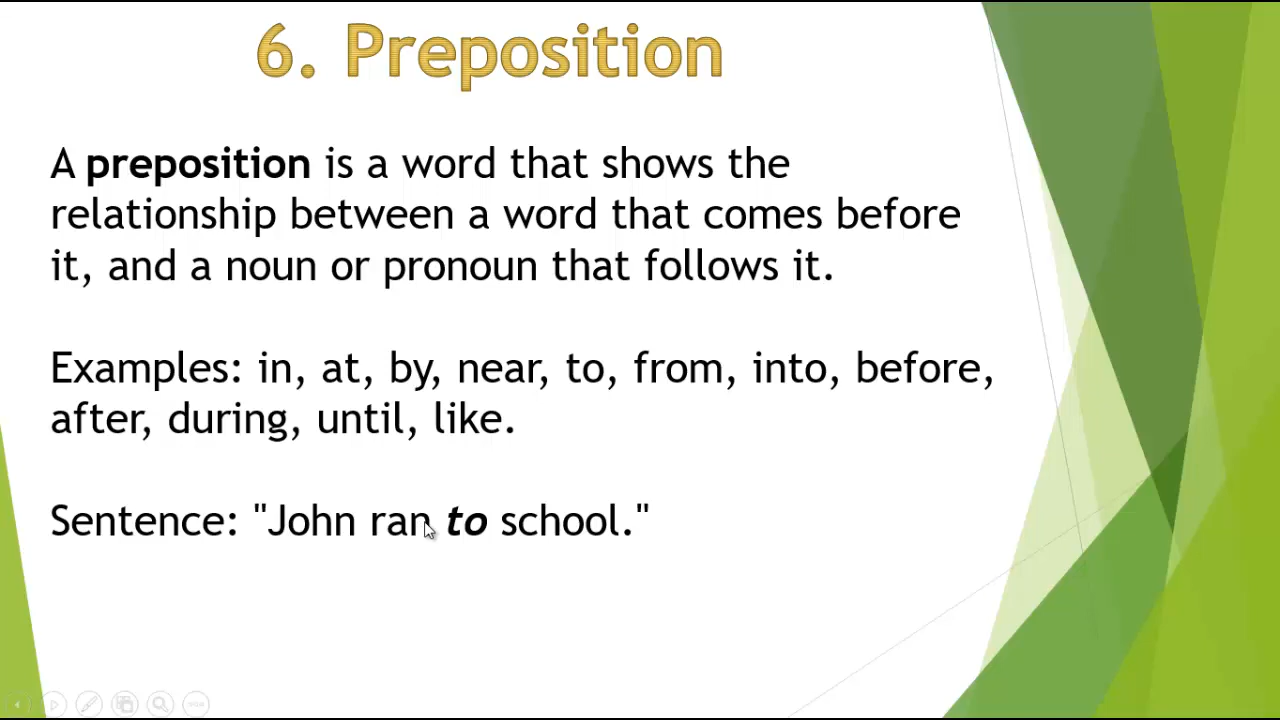 6. Preposition
A preposition is a word that shows the
relationship between a word that comes before
it, and a noun or pronoun that follows it.
Examples: in, at, by, near, to, from, into, before,
after, during, until, like.
Sentence: "John ran to school."